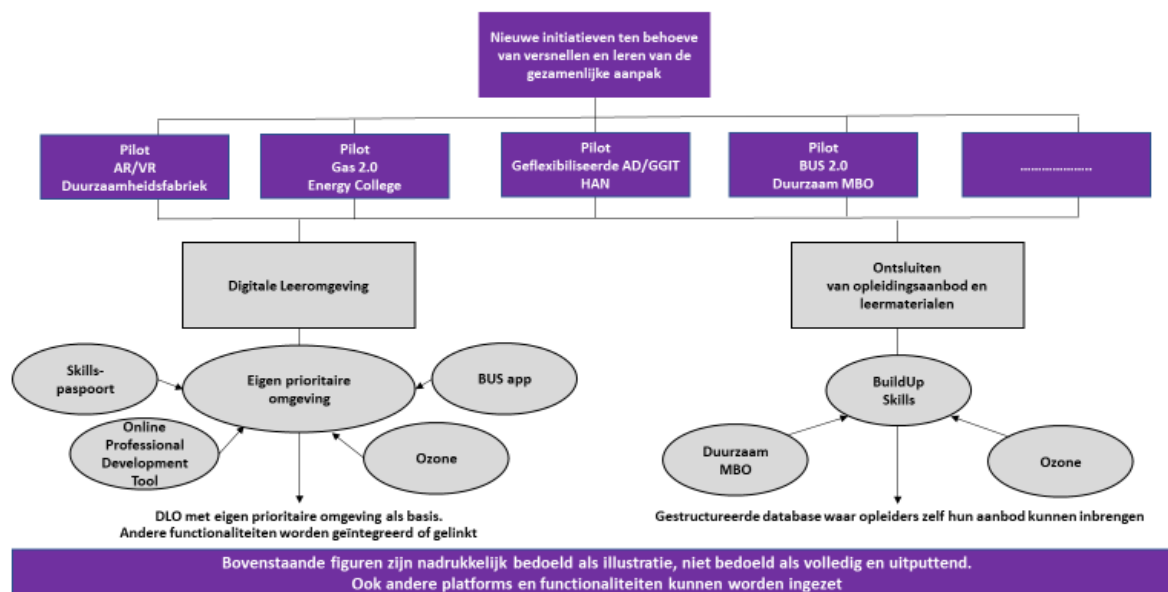 Nieuwe initiatieven ten behoeve
van versnellen en leren van de
gezamenlijke aanpak
Pilot
AR/VR
Duurzaamheidsfabriek
Pilot
Gas 2.0
Energy College
Pilot
Geflexibiliseerde AD/GGIT
HAN
Pilot
BUS 2.0
Duurzaam MBO
………………..
Digitale Leeromgeving
Ontsluiten
van opleidingsaanbod en
leermaterialen
Skills-
paspoort
Eigen prioritaire
omgeving
BUS app
Online
Professional
Development
Tool
Ozone
BuildUp
Skills
Duurzaam
MBO
Ozone
DLO met eigen prioritaire omgeving als basis.
Andere functionaliteiten worden geïntegreerd of gelinkt
Gestructureerde database waar opleiders zelf hun aanbod kunnen inbrengen
Bovenstaande figuren zijn nadrukkelijk bedoeld als illustratie, niet bedoeld als volledig en uitputtend.
Ook andere platforms en functionaliteiten kunnen worden ingezet